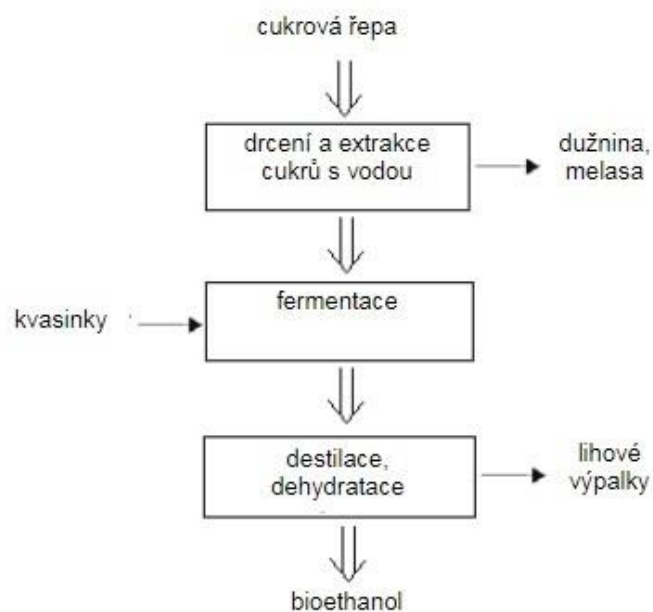 cukrová řepa
drcení a extrakce
cukrů s vodou
dužnina,
melasa
fermentace
kvasinky
destilace,
dehydratace
lihové
výpalky
bioethanol